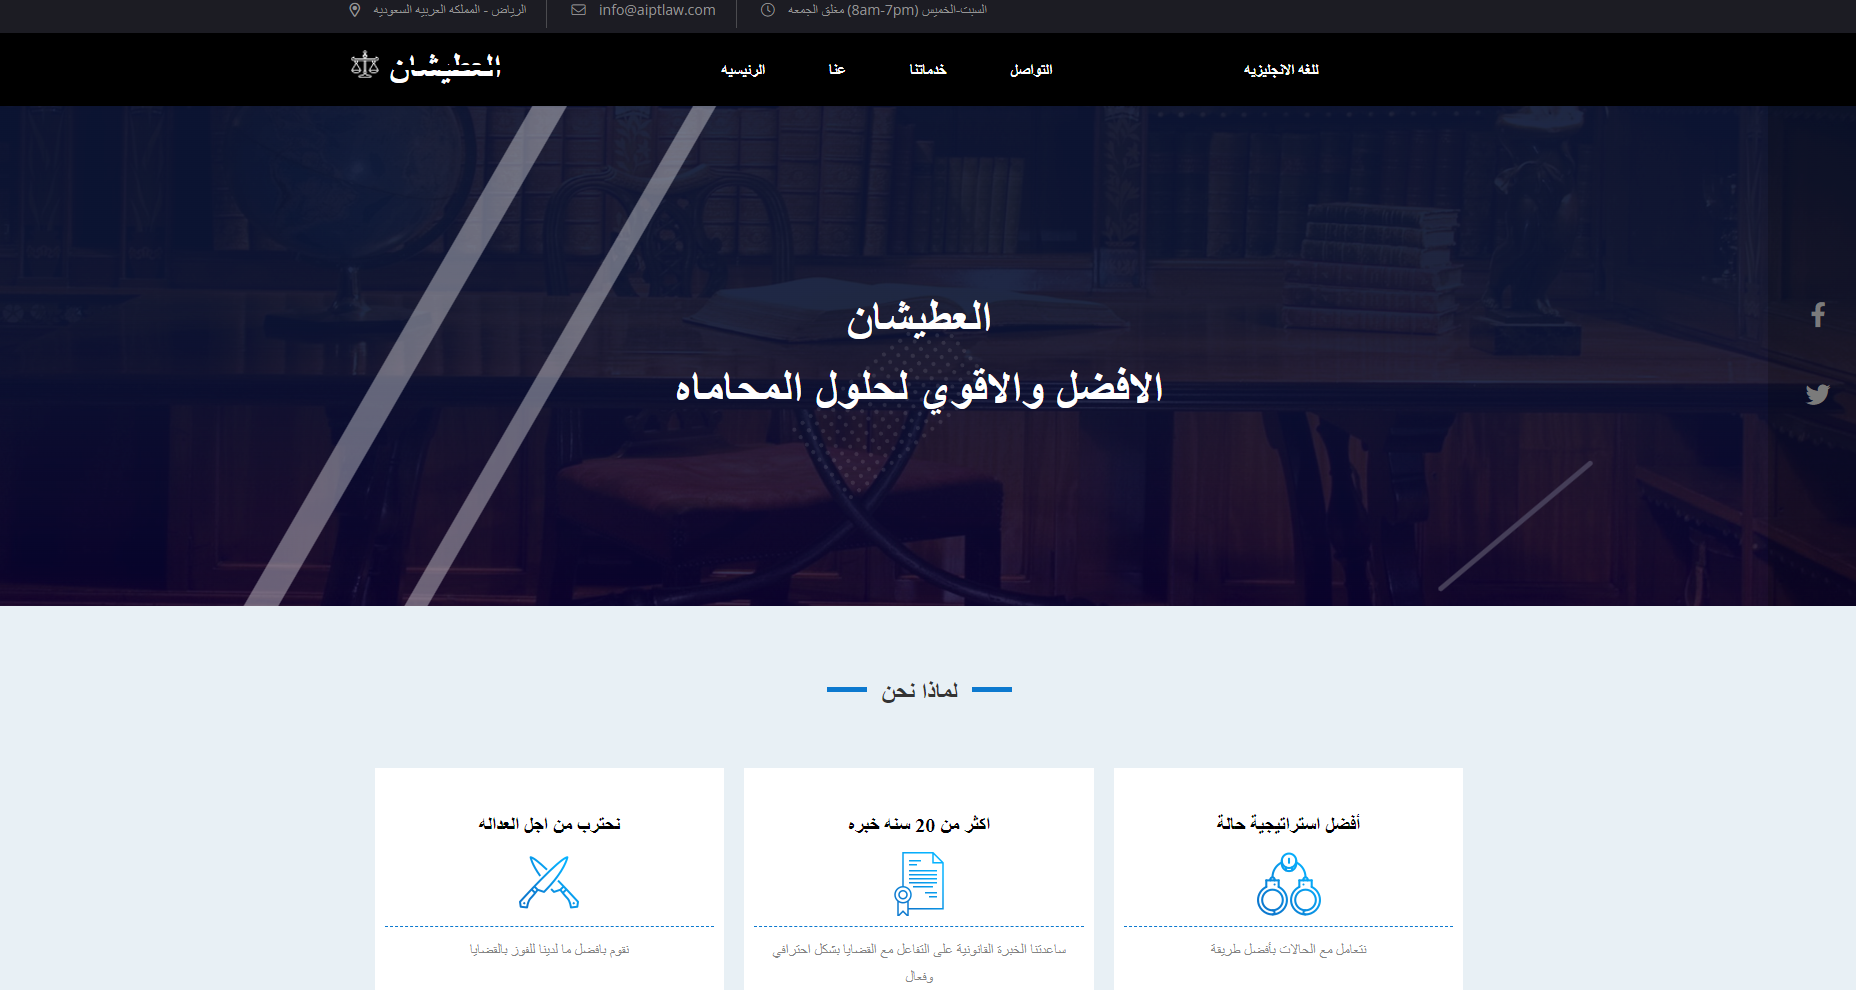 الرياض - المملكه العربيه السعوديه
info@aiptlaw.com
السبت-الخميس (8am-7pm) مغلق الجمعه
العطيشان
الرئيسيه
عنا
خدماتنا
التواصل
للغه الانجليزيه
العطيشان
الافضل والاقوي لحلول المحاماه
لماذا نحن
نحترب من اجل العداله
نقوم بافضل ما لدينا للفوز بالقضايا
اكثر من 20 سنه خبره
ساعدتنا الخبرة القانونية على التفاعل مع القضايا بشكل احترافي
وفعال
أفضل استراتيجية حالة
نتعامل مع الحالات بأفضل طريقة